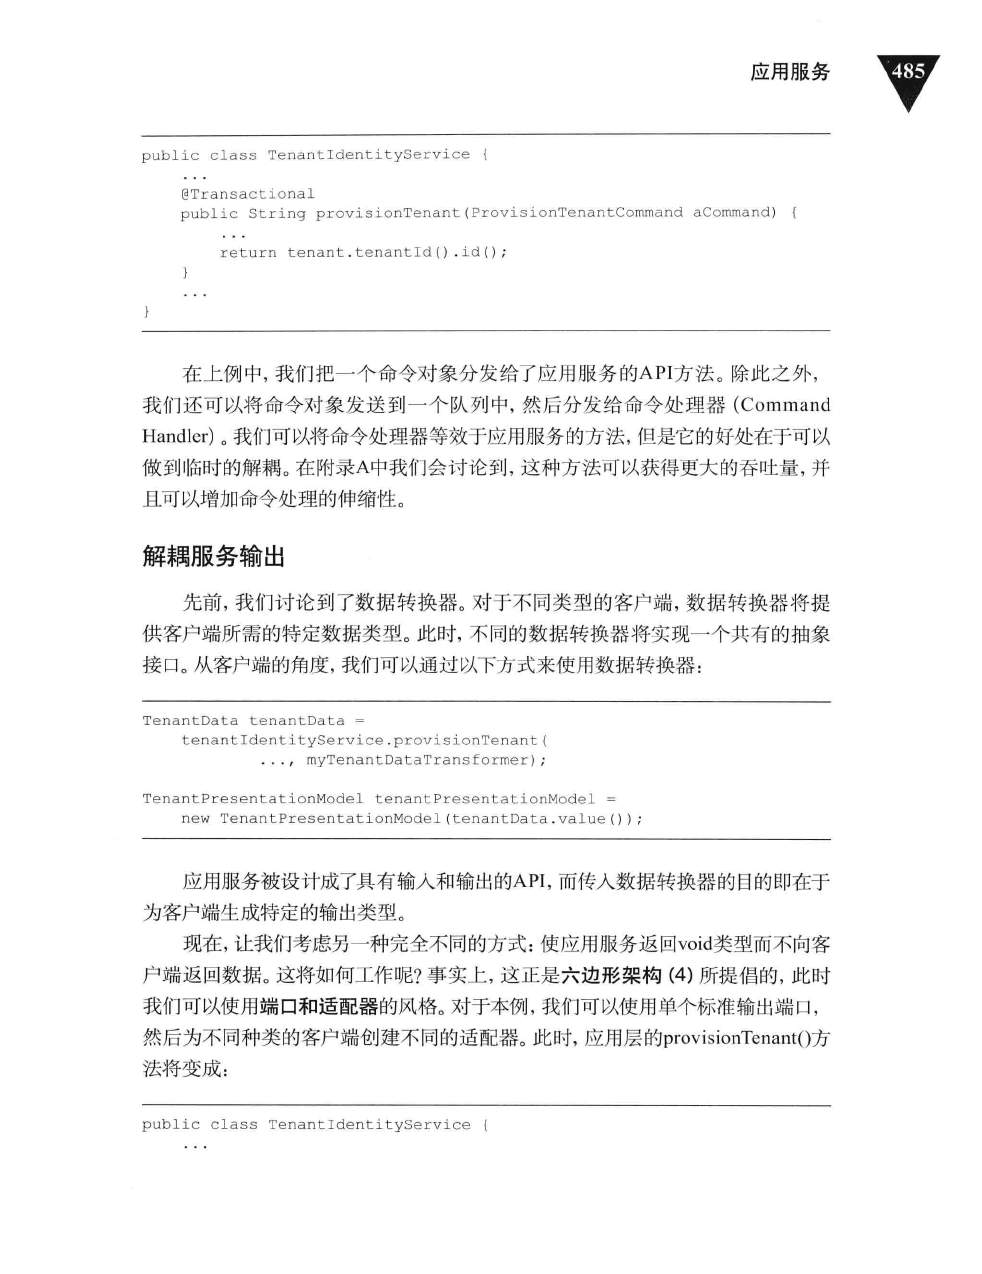 应用服务 485
public class TenantIdentityService {
...
@Transactional
public String provisionTenant(ProvisionTenantCommand aCommand) {
...
return tenant.tenantId().id();
}
...
}
在上例中，我们把一个命令对象分发给了应用服务的API方法。除此之外，
我们还可以将命令对象发送到一个队列中，然后分发给命令处理器（Command
Handler）。我们可以将命令处理器等效于应用服务的方法，但是它的好处在于可以
做到临时的解耦。在附录A中我们会讨论到，这种方法可以获得更大的吞吐量，并
且可以增加命令处理的伸缩性。
解耦服务输出
先前，我们讨论到了数据转换器。对于不同类型的客户端，数据转换器将提
供客户端所需的特定数据类型。此时，不同的数据转换器将实现一个共有的抽象
接口。从客户端的角度，我们可以通过以下方式来使用数据转换器：
TenantData tenantData =
tenantIdentityService.provisionTenant(
..., myTenantDataTransformer);
TenantPresentationModel tenantPresentationModel =
new TenantPresentationModel(tenantData.value());
应用服务被设计成了具有输入和输出的API，而传入数据转换器的目的即在于
为客户端生成特定的输出类型。
现在，让我们考虑另一种完全不同的方式：使应用服务返回void类型而不向客
户端返回数据。这将如何工作呢？事实上，这正是六边形架构（4）所提倡的，此时
我们可以使用端口和适配器的风格。对于本例，我们可以使用单个标准输出端口，
然后为不同种类的客户端创建不同的适配器。此时，应用层的provisionTenant()方
法将变成：
public class TenantIdentityService {
...